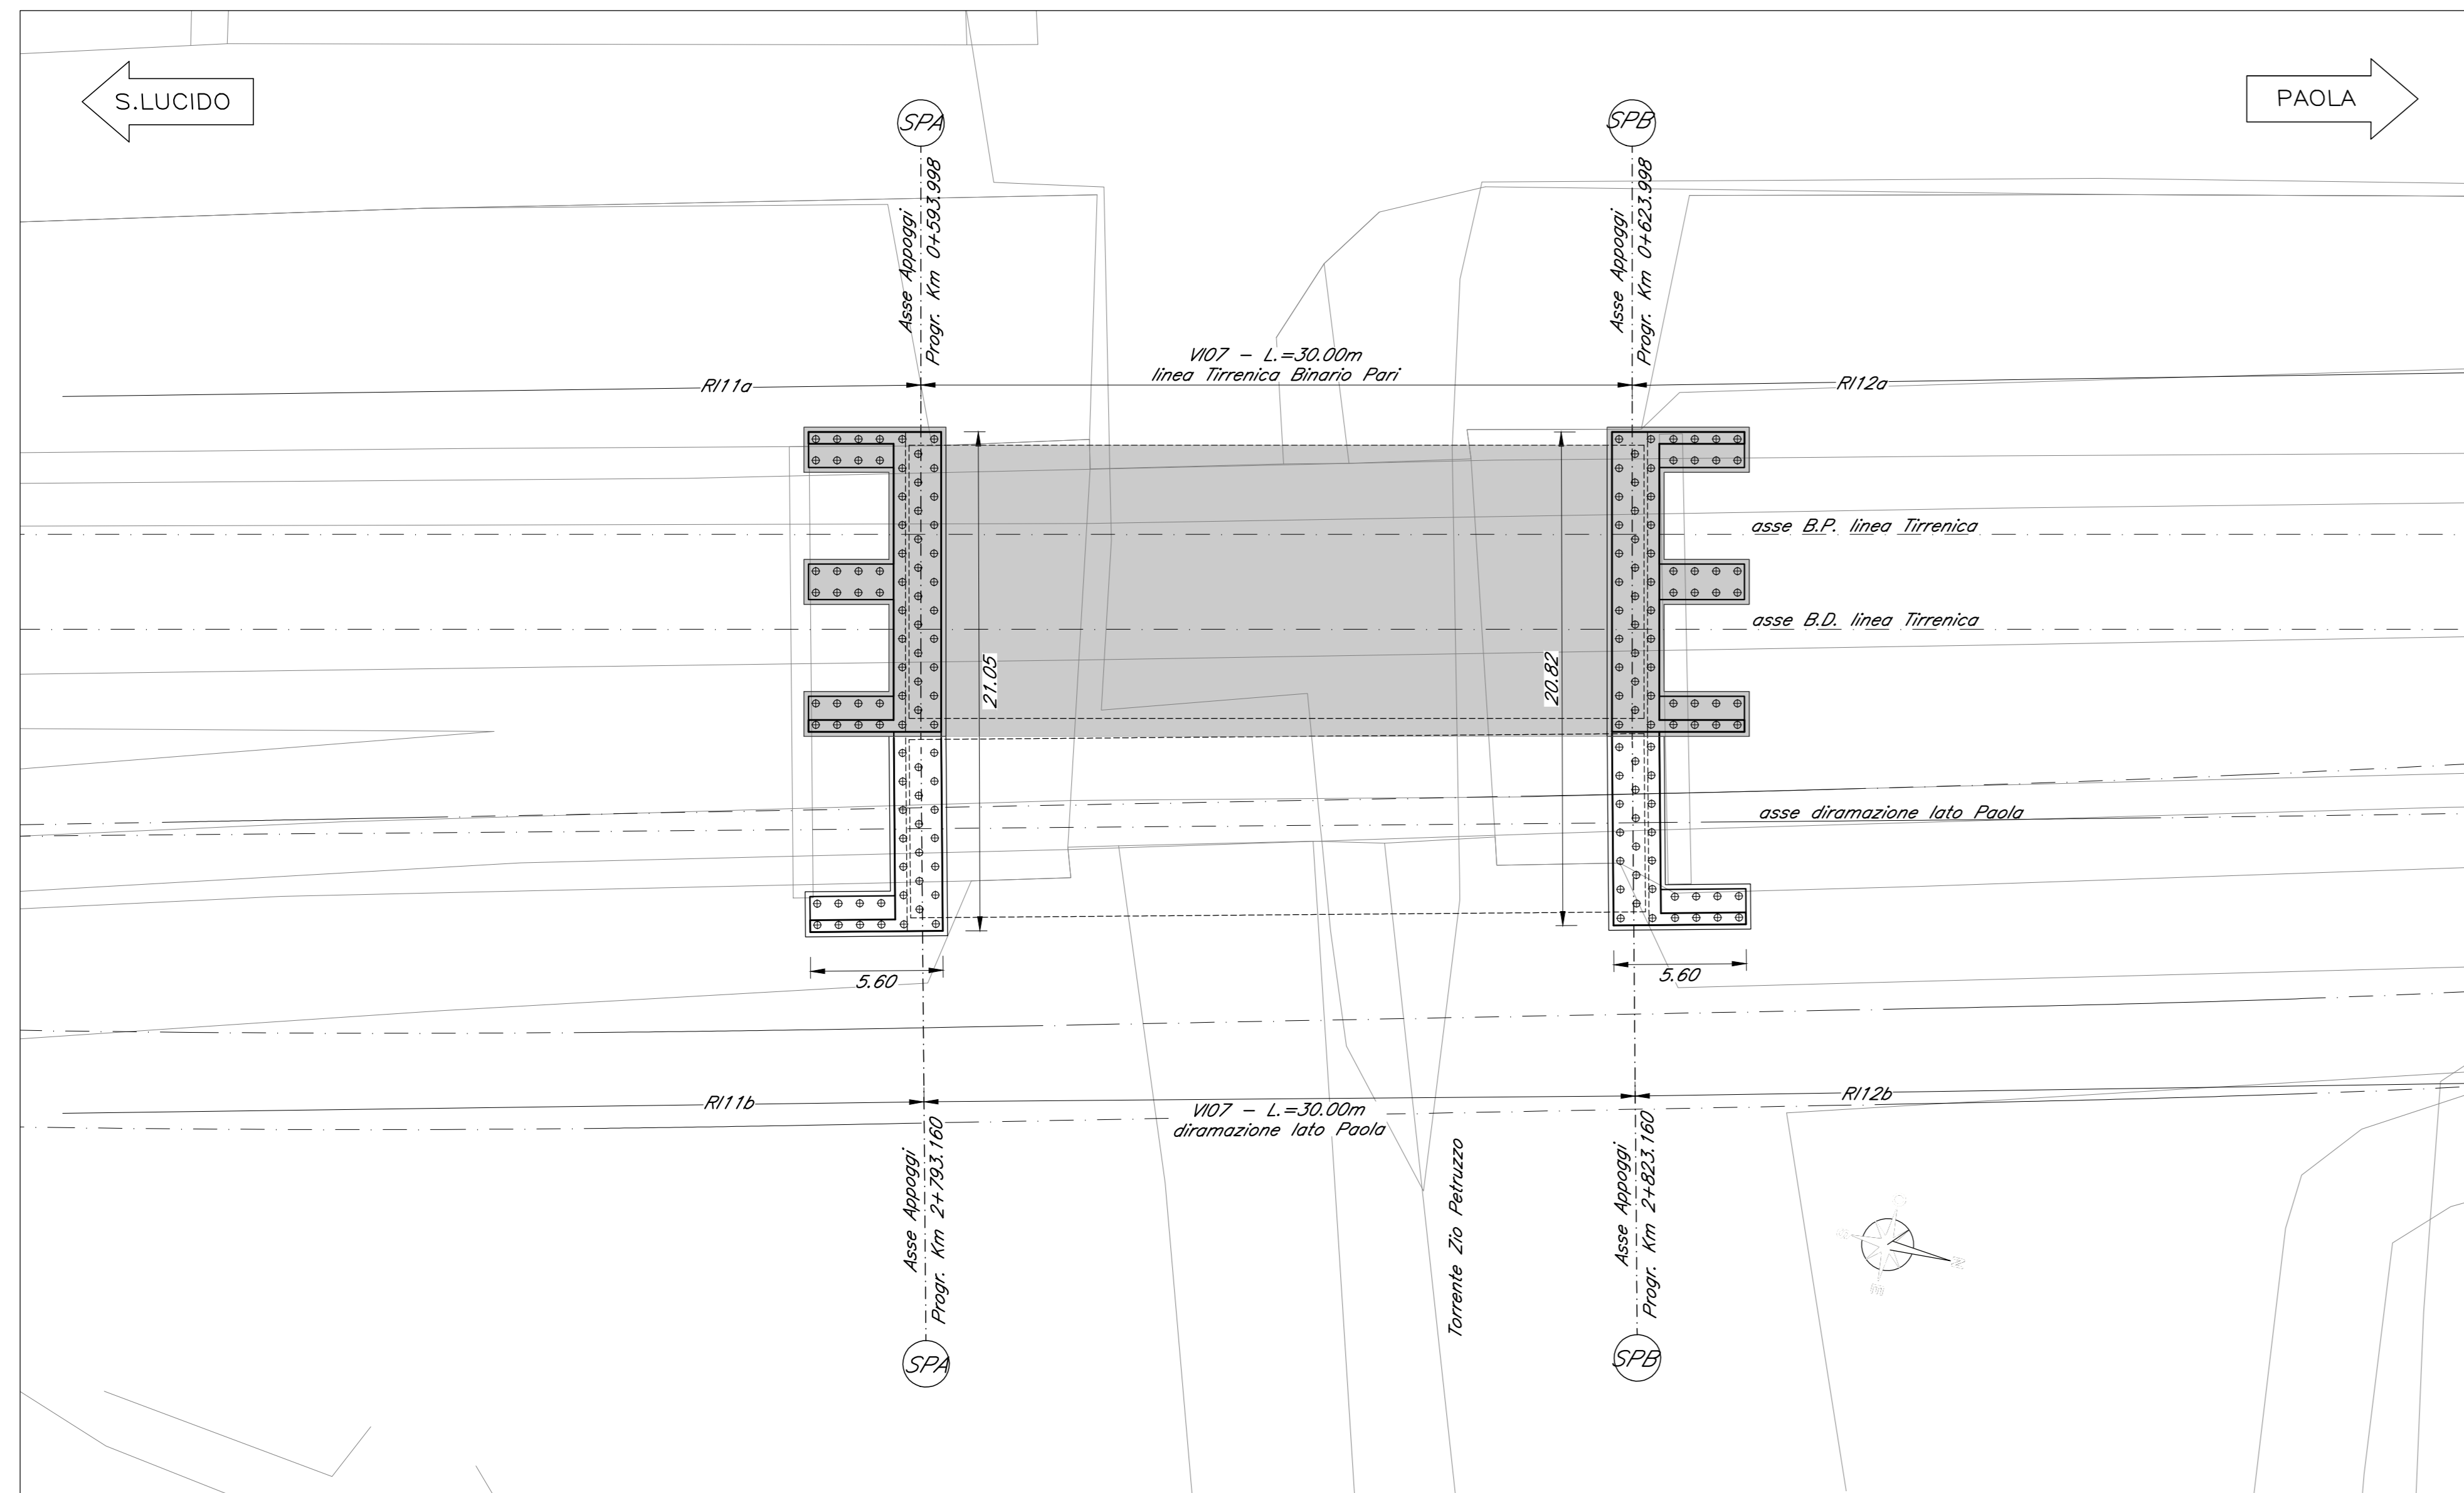 S.LUCIDO
PAOLA
SPA
SPB
Asse Appoggi
Progr. Km 0+593.998
Asse Appoggi
Progr. Km 0+623.998
VI07 - L.=30.00m
linea Tirrenica Binario Pari
RI11a
RI12a
asse B.P. linea Tirrenica
asse B.D. linea Tirrenica
21.05
20.82
asse diramazione lato Paola
5.60
5.60
RI11b
RI12b
VI07 - L.=30.00m
diramazione lato Paola
Asse Appoggi
Progr. Km 2+793.160
Torrente Zio Petruzzo
Asse Appoggi
Progr. Km 2+823.160
N
E
SPA
SPB